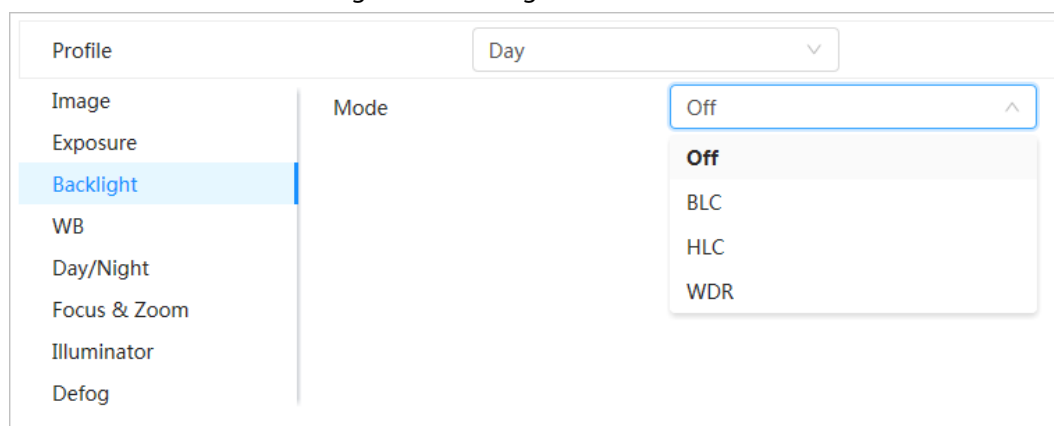 Profile Day
Image Mode Off
Exposure
Off
Backlight
BLC
WB
HLC
Day/Night
WDR
Focus & Zoom
Illuminator
Defog